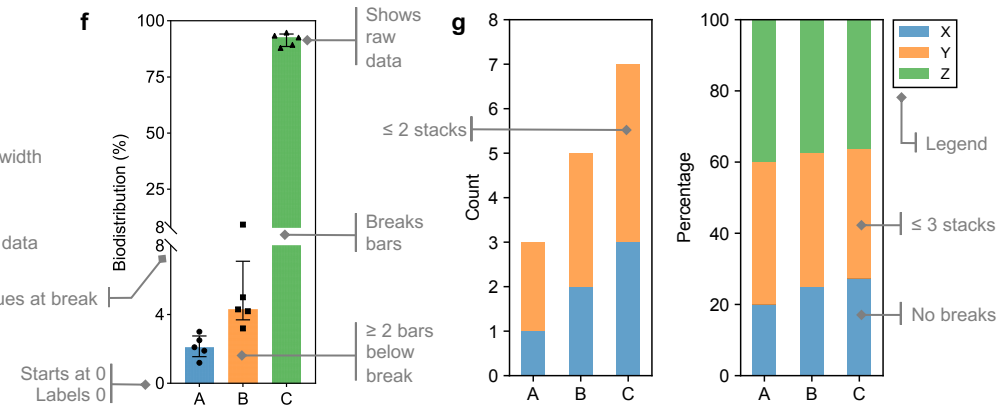 f
100
75
50
25
8
8
4
0
Biodistribution (%)
A B C
Shows
raw
data
Breaks
bars
≥ 2 bars
below
break
width
data
ues at break
Starts at 0
Labels 0
g
8
7
6
5
4
3
2
1
0
Count
A B C
≤ 2 stacks
100
80
60
40
20
0
Percentage
A B C
X
Y
Z
Legend
≤ 3 stacks
No breaks